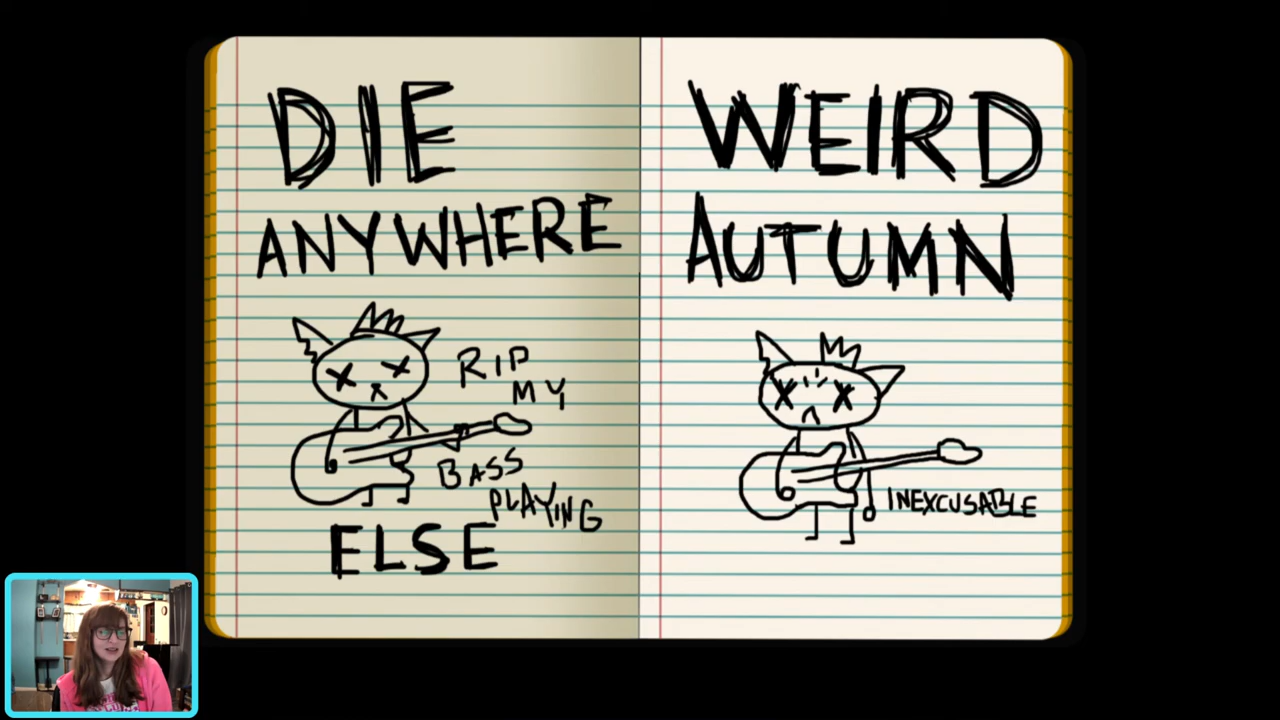 DIE
ANYWHERE
RIP
MY
BASS
PLAYING
ELSE
WEIRD
AUTUMN
INEXCUSABLE